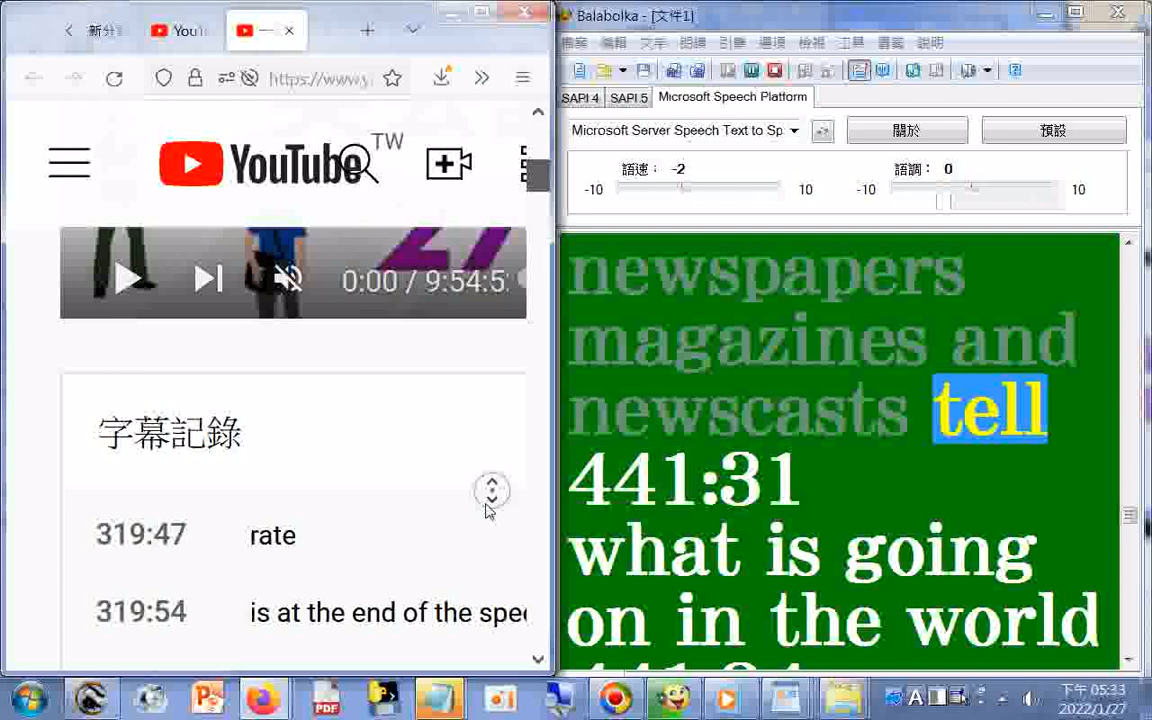 新分
You
一
https://www.y
YouTube
TW
0:00 / 9:54:5
字幕記錄
319:47 rate
319:54 is at the end of the spee
Balabolka - [文件1]
檔案 編輯 文字 朗讀 引擎 選項 檢視 工具 書籤 說明
SAPI 4 SAPI 5 Microsoft Speech Platform
Microsoft Server Speech Text to Sp
關於 預設
語速： -2
-10 10
語調： 0
-10 10
newspapers
magazines and
newscasts tell
441:31
what is going
on in the world
PDF
A
下午 05:33
2022/1/27